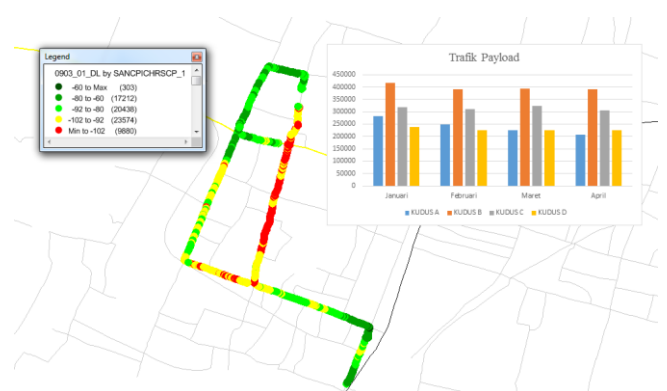 Legend
0903_01_DL by SANCPICHRSCP_1
-60 to Max (303)
-80 to -60 (17212)
-92 to -80 (20438)
-102 to -92 (23574)
Min to -102 (9880)
Trafik Payload
450000
400000
350000
300000
250000
200000
150000
100000
50000
0
Januari Februari Maret April
KUDUS A KUDUS B KUDUS C KUDUS D